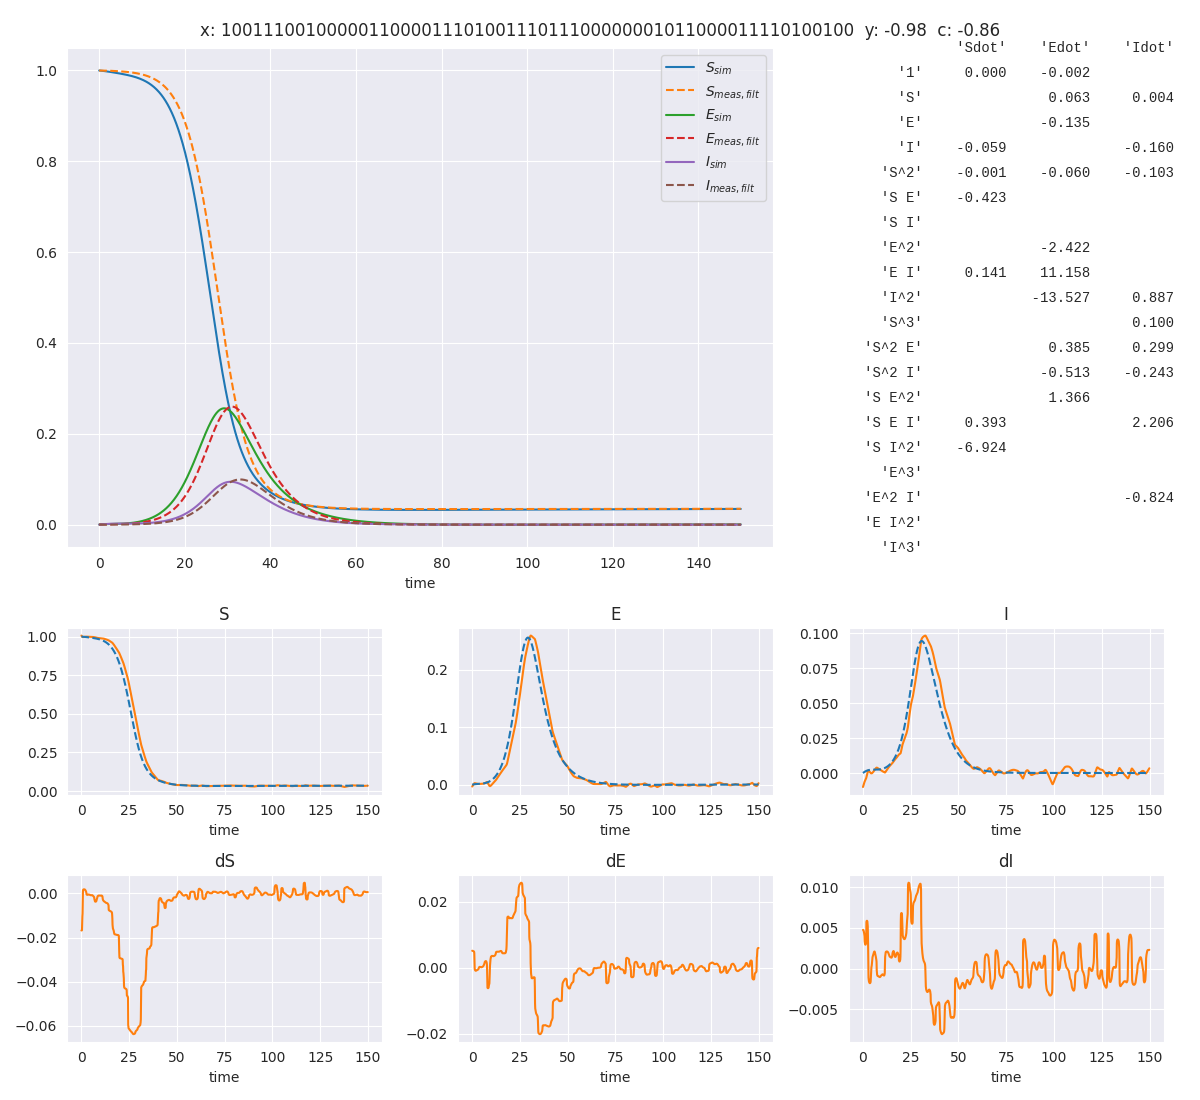 x: 100111001000001100001110100111011100000001011000011110100100  y: -0.98  c: -0.86
S_sim
S_meas,filt
E_sim
E_meas,filt
I_sim
I_meas,filt
1.0
0.8
0.6
0.4
0.2
0.0
0 20 40 60 80 100 120 140
time
'Sdot' 'Edot' 'Idot'
'1' 0.000 -0.002
'S' 0.063 0.004
'E' -0.135
'I' -0.059 -0.160
'S^2' -0.001 -0.060 -0.103
'S E' -0.423
'S I'
'E^2' -2.422
'E I' 0.141 11.158
'I^2' -13.527 0.887
'S^3' 0.100
'S^2 E' 0.385 0.299
'S^2 I' -0.513 -0.243
'S E^2' 1.366
'S E I' 0.393 2.206
'S I^2' -6.924
'E^3'
'E^2 I' -0.824
'E I^2'
'I^3'
S
1.00
0.75
0.50
0.25
0.00
0 25 50 75 100 125 150
time
E
0.2
0.1
0.0
0 25 50 75 100 125 150
time
I
0.100
0.075
0.050
0.025
0.000
0 25 50 75 100 125 150
time
dS
0.00
−0.02
−0.04
−0.06
0 25 50 75 100 125 150
time
dE
0.02
0.00
−0.02
0 25 50 75 100 125 150
time
dI
0.010
0.005
0.000
−0.005
0 25 50 75 100 125 150
time